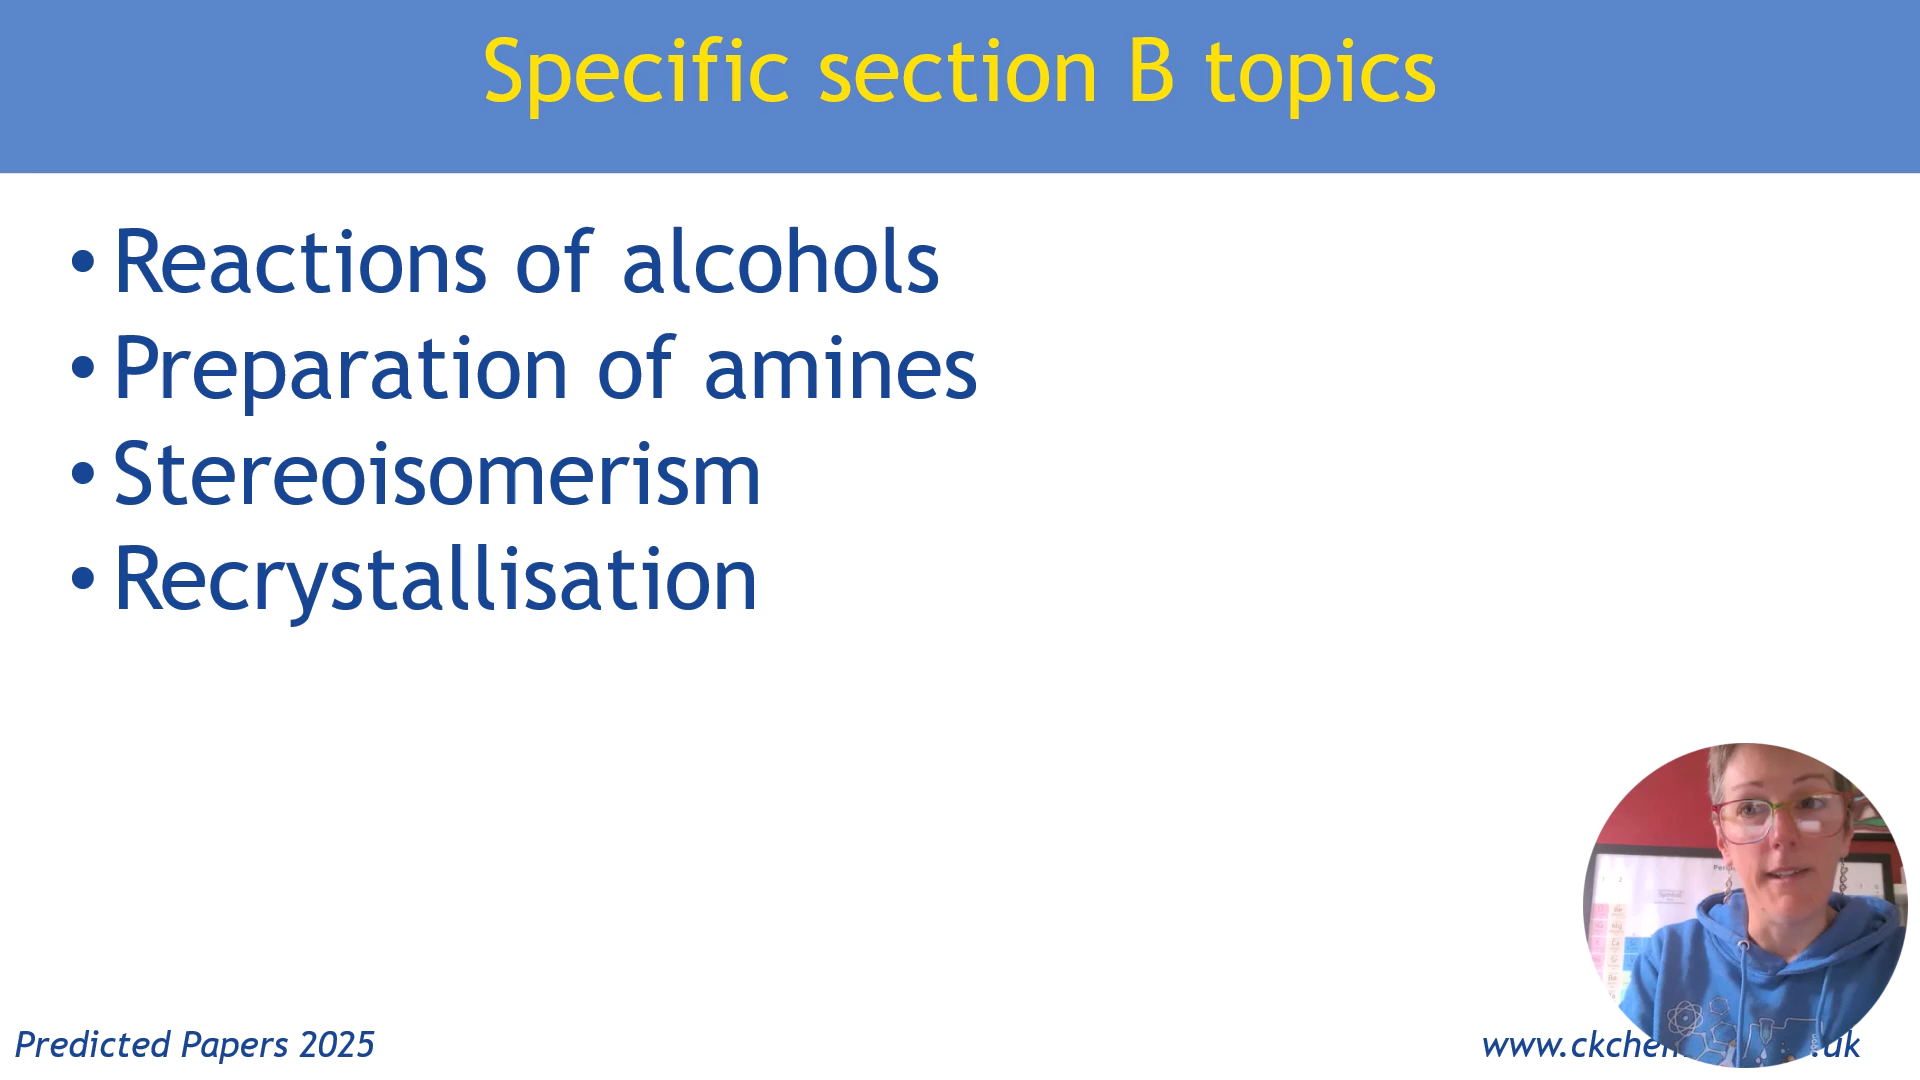 Specific section B topics
• Reactions of alcohols
• Preparation of amines
• Stereoisomerism
• Recrystallisation
Predicted Papers 2025